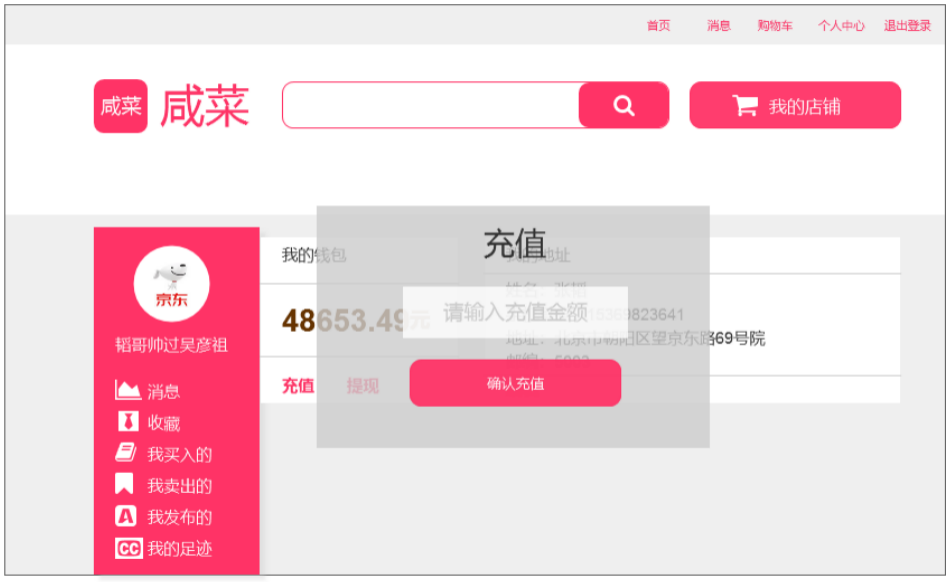 首页 消息 购物车 个人中心 退出登录
咸菜 咸菜 我的店铺
京东
韬哥帅过吴彦祖
消息
收藏
我买入的
我卖出的
我发布的
我的足迹
我的钱包
48653.49元
充值 提现
我的地址
姓名：张韬
15389823641
地址：北京市朝阳区望京东路69号院
充值
请输入充值金额
确认充值